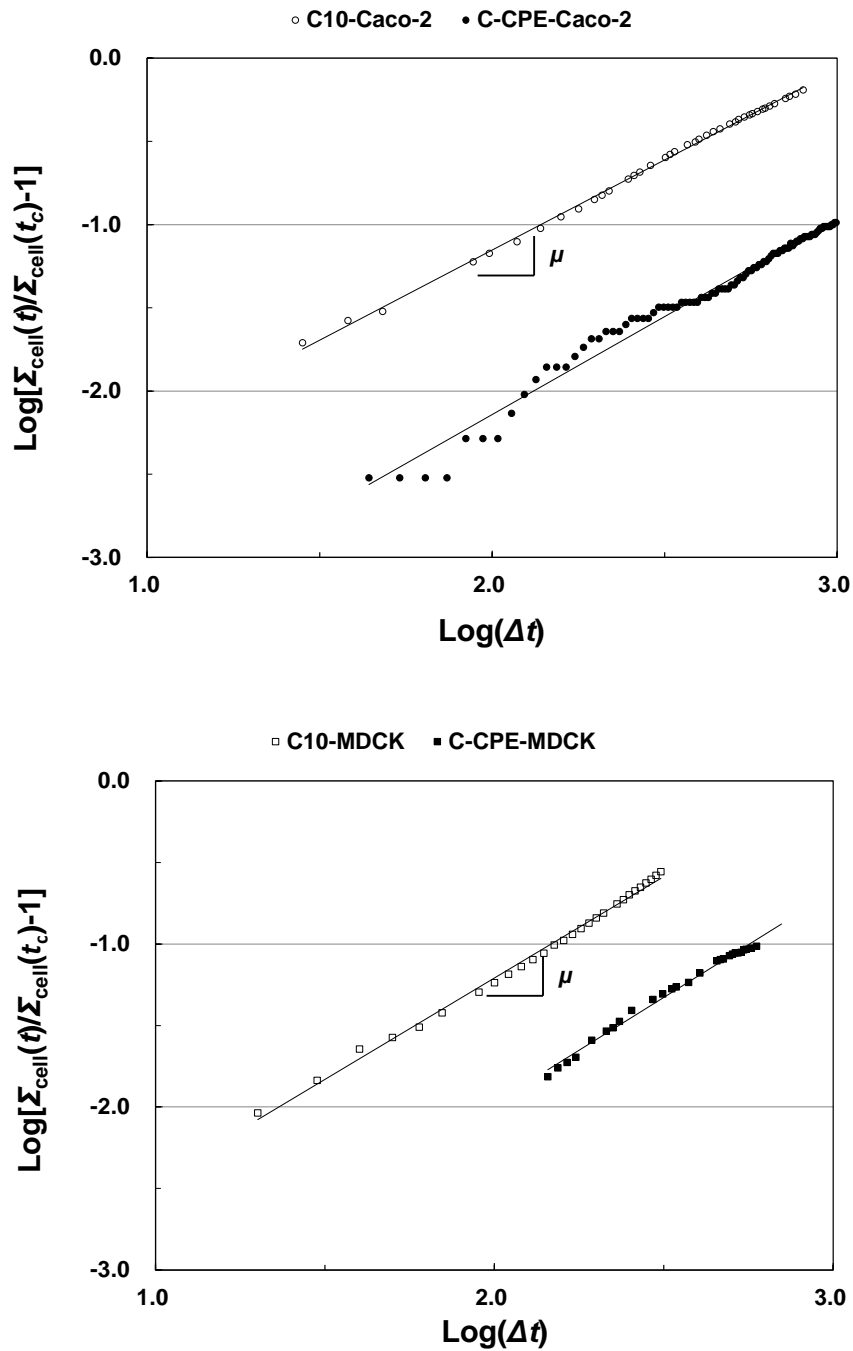 ○ C10-Caco-2 ● C-CPE-Caco-2
0.0
-1.0
-2.0
-3.0
Log[Σcell(t)/Σcell(tc)-1]
μ
1.0 2.0 3.0
Log(Δt)
□ C10-MDCK ■ C-CPE-MDCK
0.0
-1.0
-2.0
-3.0
Log[Σcell(t)/Σcell(tc)-1]
μ
1.0 2.0 3.0
Log(Δt)